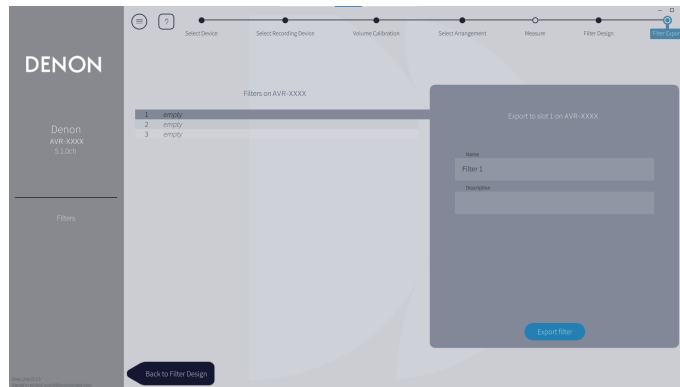 ?
Select Device
Select Recording Device
Volume Calibration
Select Arrangement
Measure
Filter Design
Filter Export
DENON
Filters on AVR-XXXX
1 empty
2 empty
3 empty
Export to slot 1 on AVR-XXXX
Denon
AVR-XXXX
5.1.0ch
Name
Filter 1
Description
Filters
Export filter
Back to Filter Design